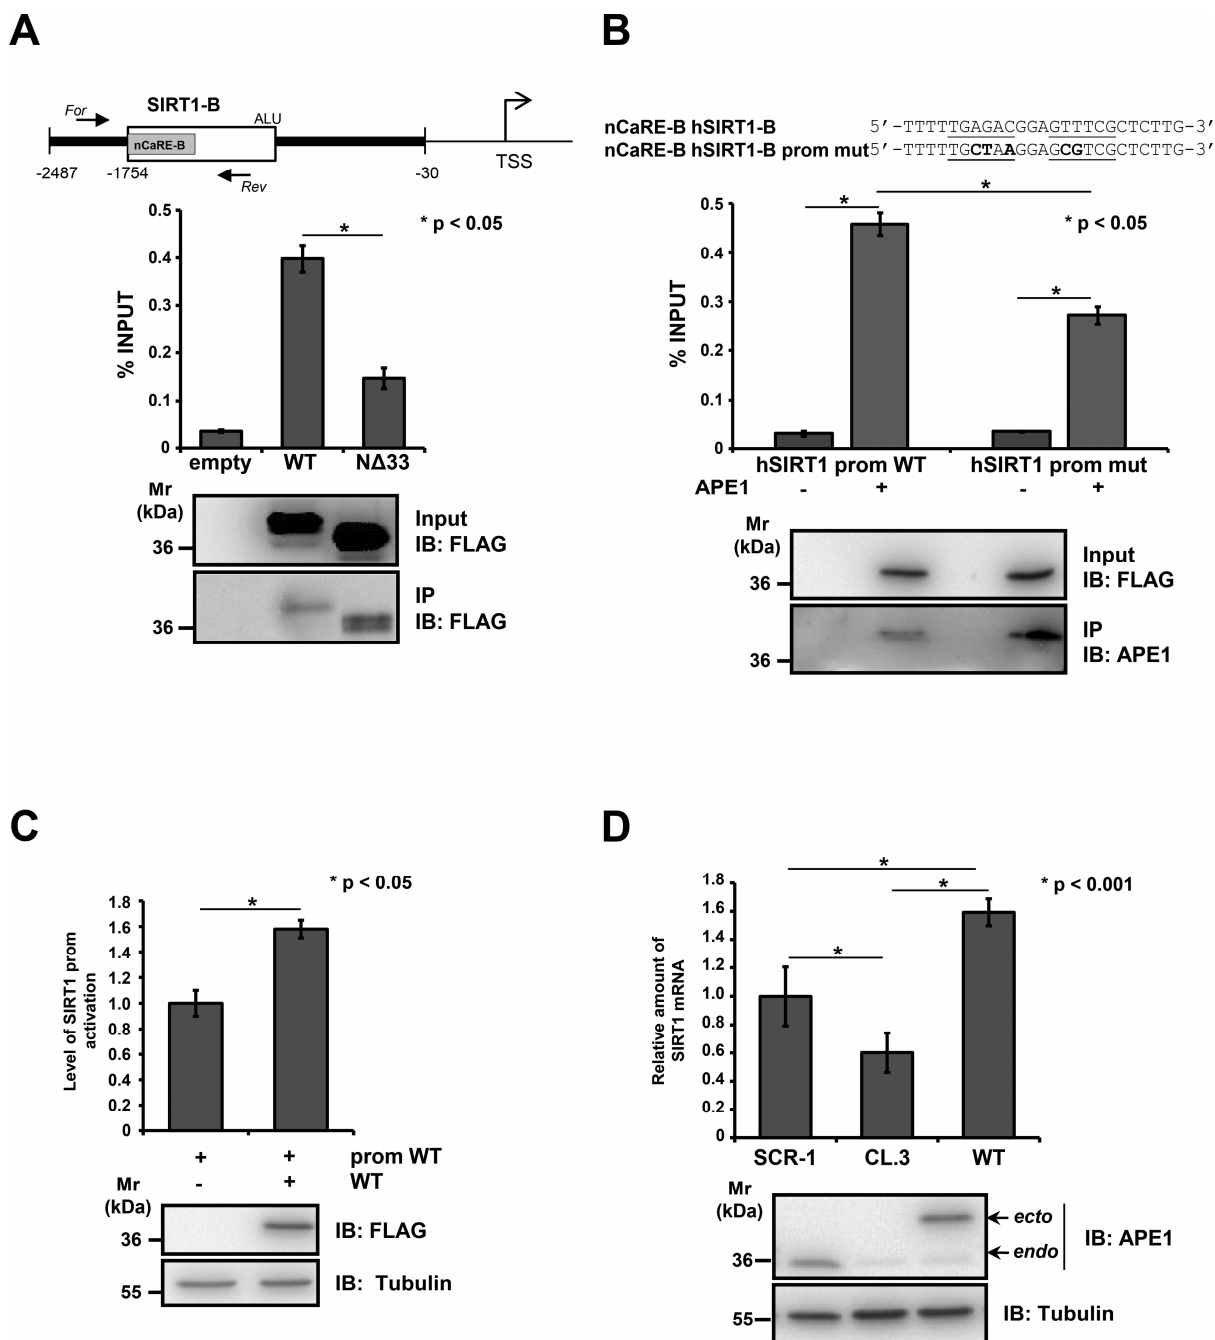 A
SIRT1-B
For
ALU
nCaRE-B
-2487
-1754
Rev
-30
TSS
% INPUT
0.5
0.4
0.3
0.2
0.1
0
*
* p < 0.05
empty WT NΔ33
Mr
(kDa)
36
Input
IB: FLAG
36
IP
IB: FLAG
B
nCaRE-B hSIRT1-B 5’-TTTTTGAGACGGAGTTTCGCTCTTG-3’
nCaRE-B hSIRT1-B prom mut 5’-TTTTTGCTAAGGAGCGTCGCTCTTG-3’
% INPUT
0.5
0.4
0.3
0.2
0.1
0
*
*
*
* p < 0.05
hSIRT1 prom WT hSIRT1 prom mut
APE1 - + - +
Mr
(kDa)
36
Input
IB: FLAG
36
IP
IB: APE1
C
Level of SIRT1 prom
activation
1.8
1.6
1.4
1.2
1.0
0.8
0.6
0.4
0.2
0
*
* p < 0.05
+ + prom WT
- + WT
Mr
(kDa)
36
IB: FLAG
55
IB: Tubulin
D
Relative amount of
SIRT1 mRNA
1.8
1.6
1.4
1.2
1.0
0.8
0.6
0.4
0.2
0
*
*
*
* p < 0.001
SCR-1 CL.3 WT
Mr
(kDa)
36
ecto
endo
IB: APE1
55
IB: Tubulin